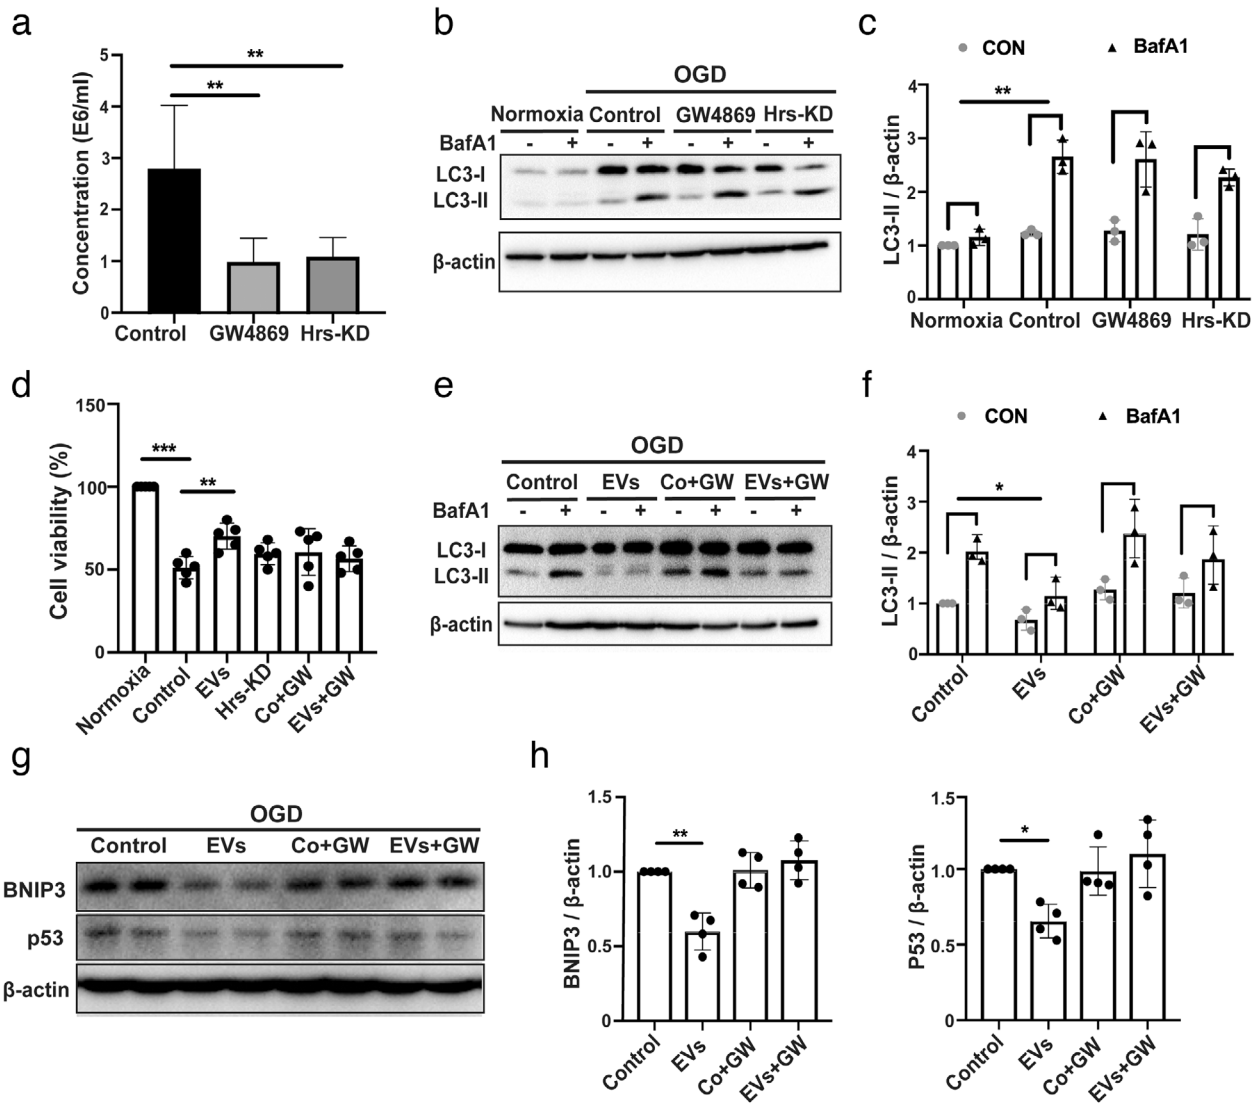 a
Concentration (E6/ml)
5
4
3
2
1
0
**
**
Control GW4869 Hrs-KD
b
OGD
Normoxia Control GW4869 Hrs-KD
BafA1 - + - + - + - +
LC3-I
LC3-II
β-actin
c
CON BafA1
LC3-II / β-actin
4
3
2
1
0
**
Normoxia Control GW4869 Hrs-KD
d
Cell viability (%)
150
100
50
0
***
**
Normoxia
Control
EVs
Hrs-KD
Co+GW
EVs+GW
e
OGD
Control EVs Co+GW EVs+GW
BafA1 - + - + - + - +
LC3-I
LC3-II
β-actin
f
CON BafA1
LC3-II / β-actin
4
3
2
1
0
*
Control
EVs
Co+GW
EVs+GW
g
OGD
Control EVs Co+GW EVs+GW
BNIP3
p53
β-actin
h
BNIP3 / β-actin
1.5
1.0
0.5
0
**
Control
EVs
Co+GW
EVs+GW
P53 / β-actin
1.5
1.0
0.5
0
*
Control
EVs
Co+GW
EVs+GW